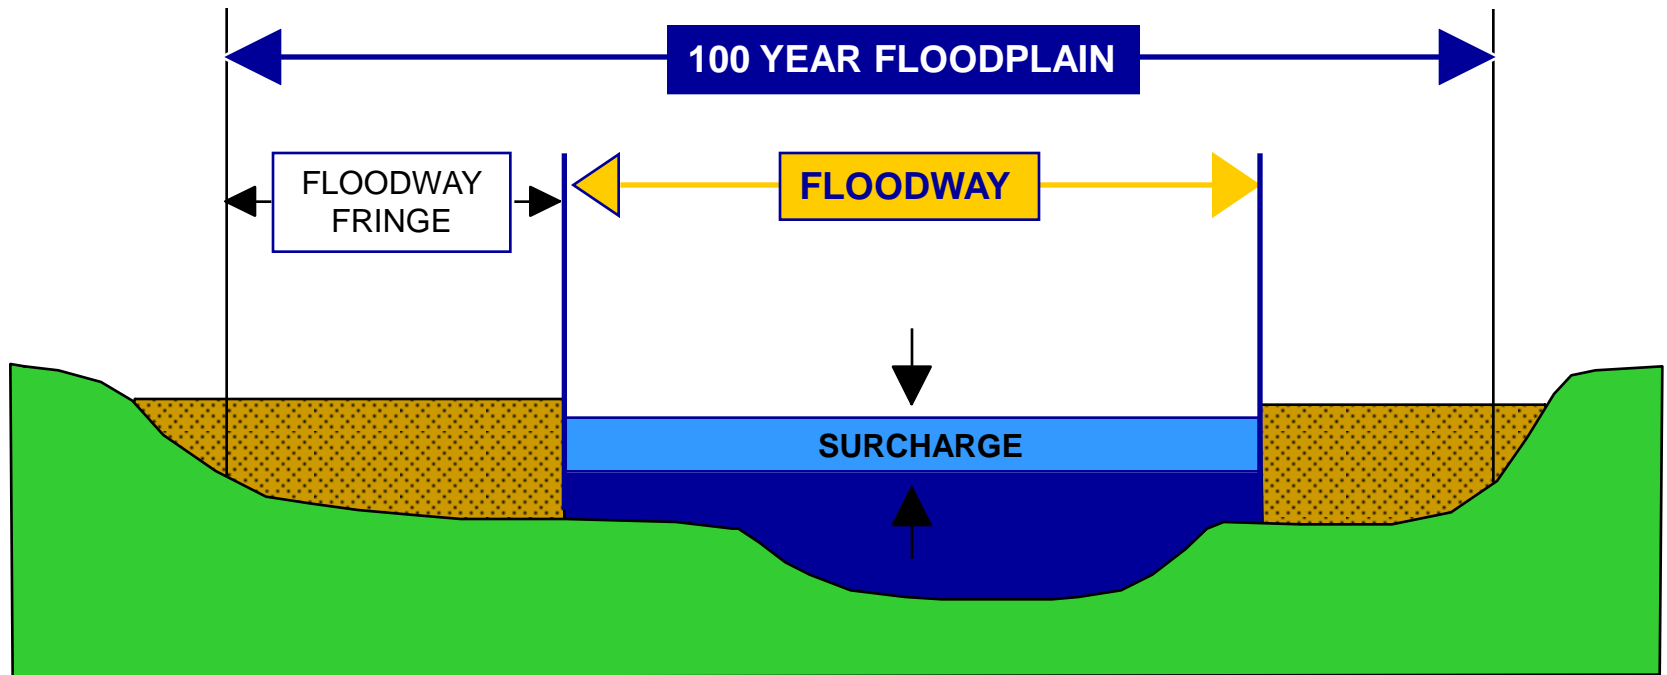 100 YEAR FLOODPLAIN
FLOODWAY
FRINGE
FLOODWAY
SURCHARGE